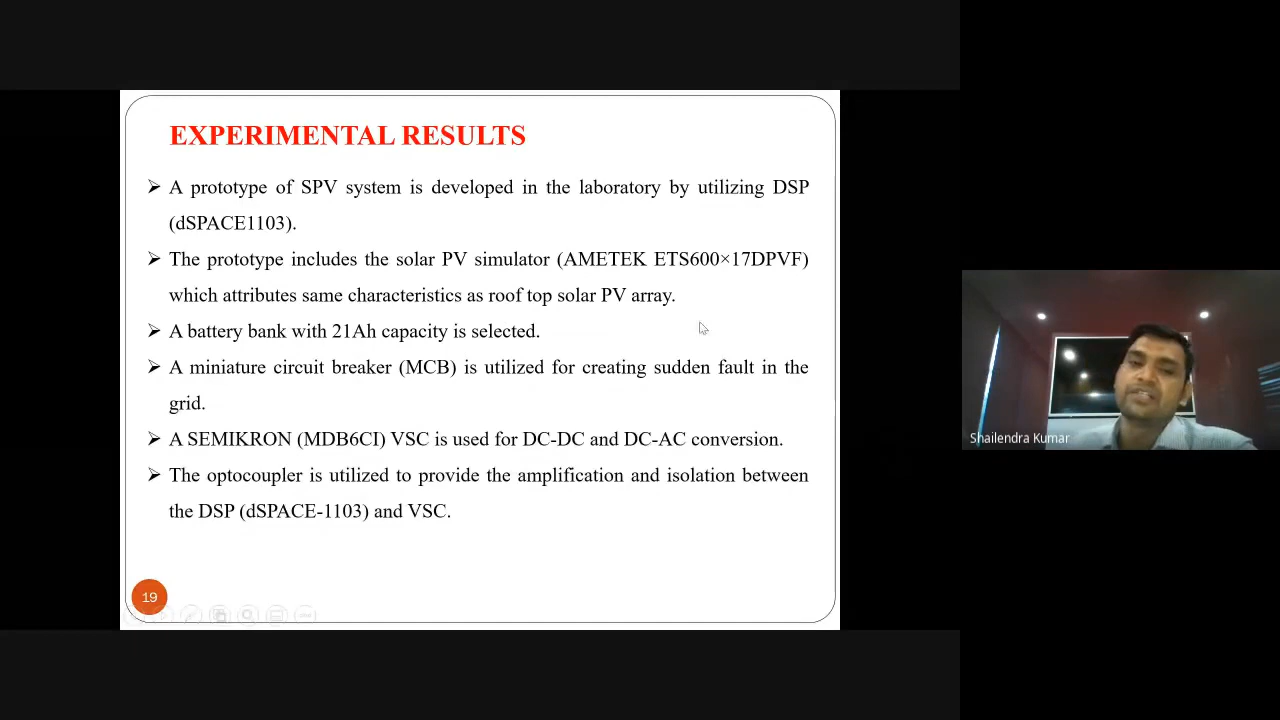 EXPERIMENTAL RESULTS
➢ A prototype of SPV system is developed in the laboratory by utilizing DSP
(dSPACE1103).
➢ The prototype includes the solar PV simulator (AMETEK ETS600×17DPVF)
which attributes same characteristics as roof top solar PV array.
➢ A battery bank with 21Ah capacity is selected.
➢ A miniature circuit breaker (MCB) is utilized for creating sudden fault in the
grid.
➢ A SEMIKRON (MDB6CI) VSC is used for DC-DC and DC-AC conversion.
➢ The optocoupler is utilized to provide the amplification and isolation between
the DSP (dSPACE-1103) and VSC.
19
Shailendra Kumar